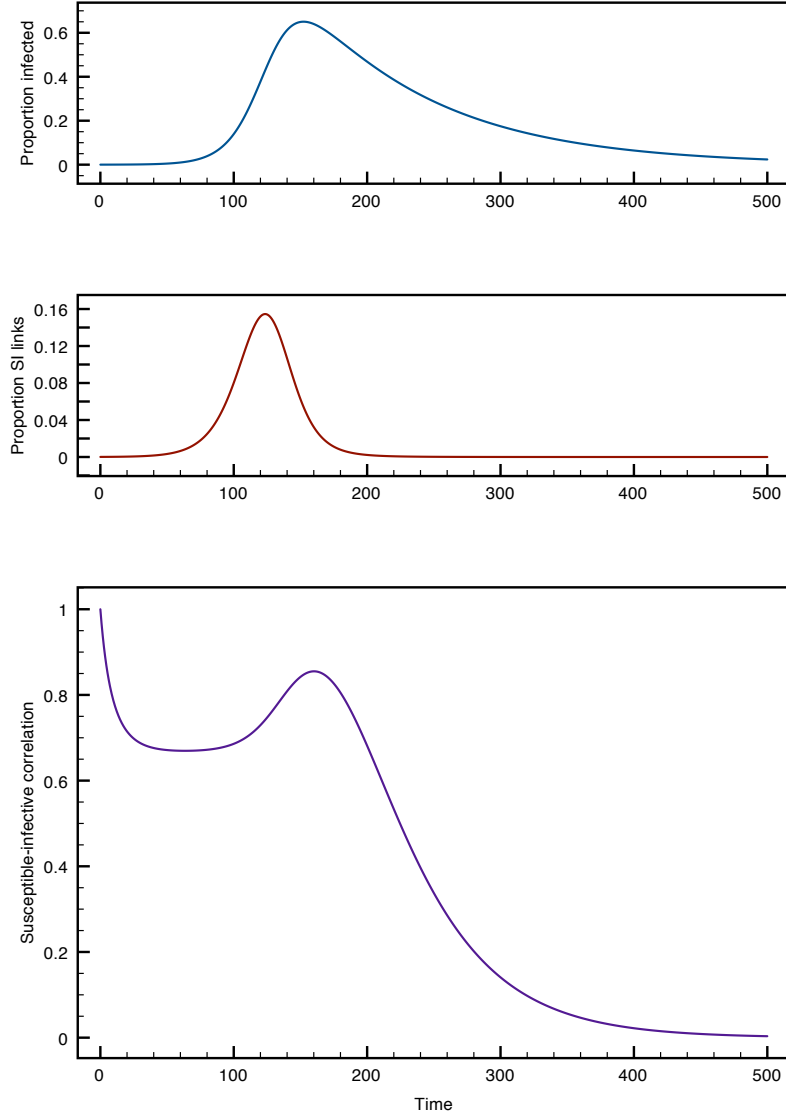 Proportion infected
0.6
0.4
0.2
0
0 100 200 300 400 500
Proportion SI links
0.16
0.12
0.08
0.04
0
0 100 200 300 400 500
Susceptible-infective correlation
1
0.8
0.6
0.4
0.2
0
0 100 200 300 400 500
Time